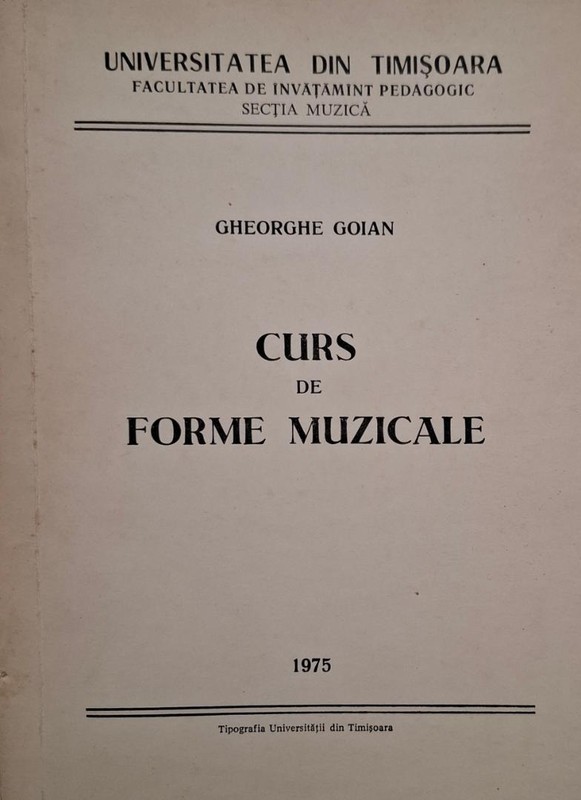 UNIVERSITATEA DIN TIMIȘOARA
FACULTATEA DE INVĂȚĂMINT PEDAGOGIC
SECȚIA MUZICĂ
GHEORGHE GOIAN
CURS
DE
FORME MUZICALE
1975
Tipografia Universității din Timișoara